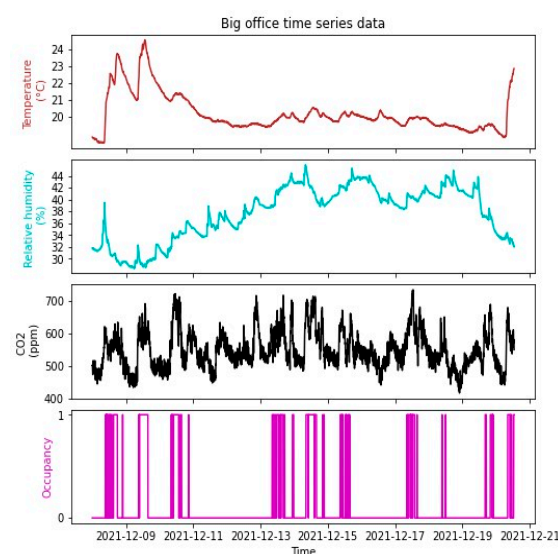 Big office time series data
Temperature
(°C)
24
23
22
21
20
Relative humidity
(%)
44
42
40
38
36
34
32
30
CO2
(ppm)
700
600
500
400
Occupancy
1
0
2021-12-09 2021-12-11 2021-12-13 2021-12-15 2021-12-17 2021-12-19 2021-12-21
Time